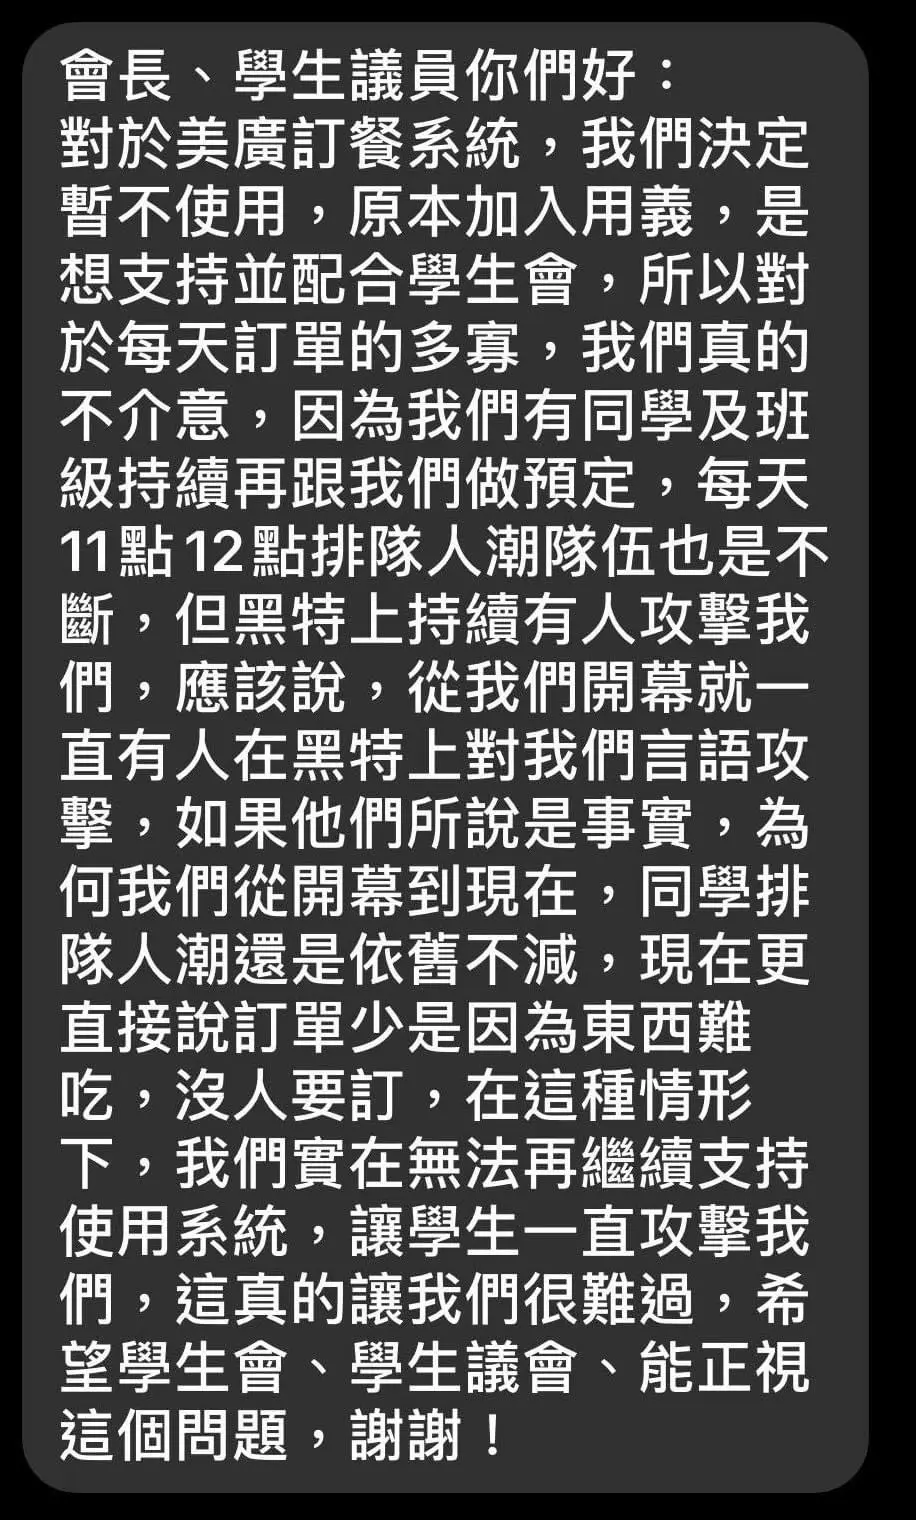 會長、學生議員你們好：
對於美廣訂餐系統，我們決定
暫不使用，原本加入用義，是
想支持並配合學生會，所以對
於每天訂單的多寡，我們真的
不介意，因為我們有同學及班
級持續再跟我們做預定，每天
11點12點排隊人潮隊伍也是不
斷，但黑特上持續有人攻擊我
們，應該說，從我們開幕就一
直有人在黑特上對我們言語攻
擊，如果他們所說是事實，為
何我們從開幕到現在，同學排
隊人潮還是依舊不減，現在更
直接說訂單少是因為東西難
吃，沒人要訂，在這種情形
下，我們實在無法再繼續支持
使用系統，讓學生一直攻擊我
們，這真的讓我們很難過，希
望學生會、學生議會、能正視
這個問題，謝謝！